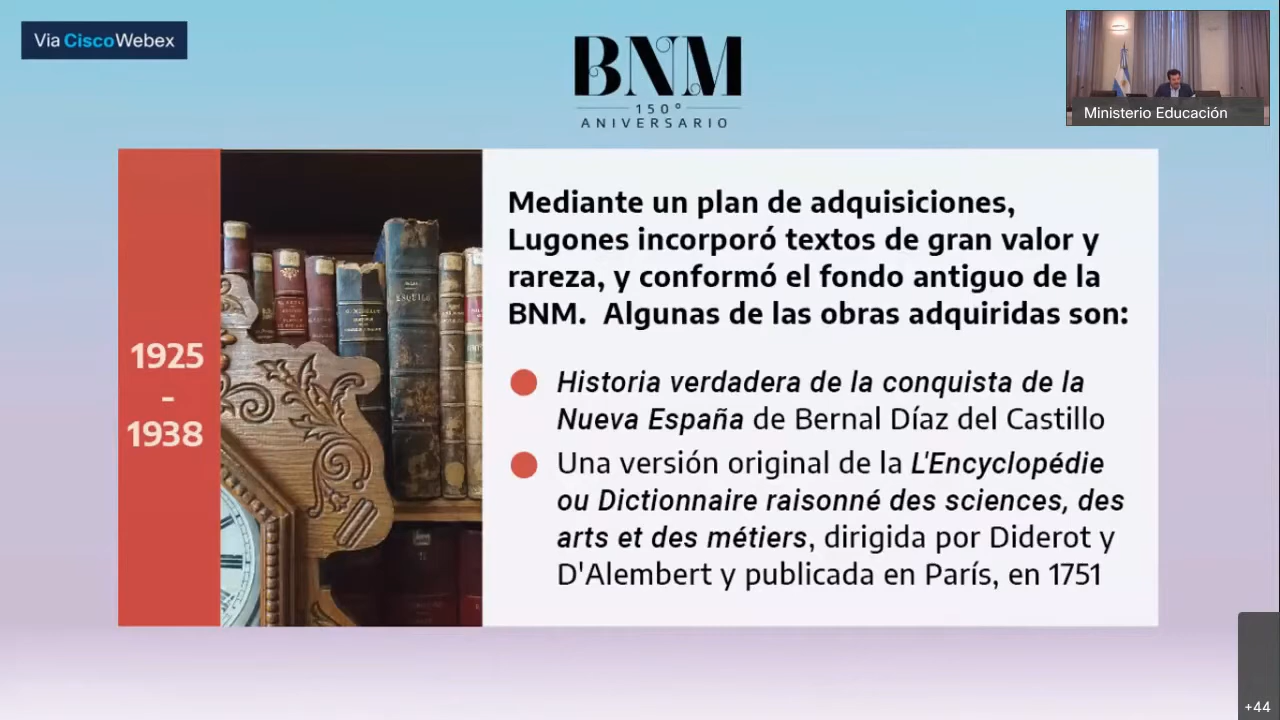 Via CiscoWebex
BNM
150°
ANIVERSARIO
Ministerio Educación
1925
-
1938
ESQUILO
Mediante un plan de adquisiciones,
Lugones incorporó textos de gran valor y
rareza, y conformó el fondo antiguo de la
BNM. Algunas de las obras adquiridas son:
Historia verdadera de la conquista de la
Nueva España de Bernal Díaz del Castillo
Una versión original de la L'Encyclopédie
ou Dictionnaire raisonné des sciences, des
arts et des métiers, dirigida por Diderot y
D'Alembert y publicada en París, en 1751
+44